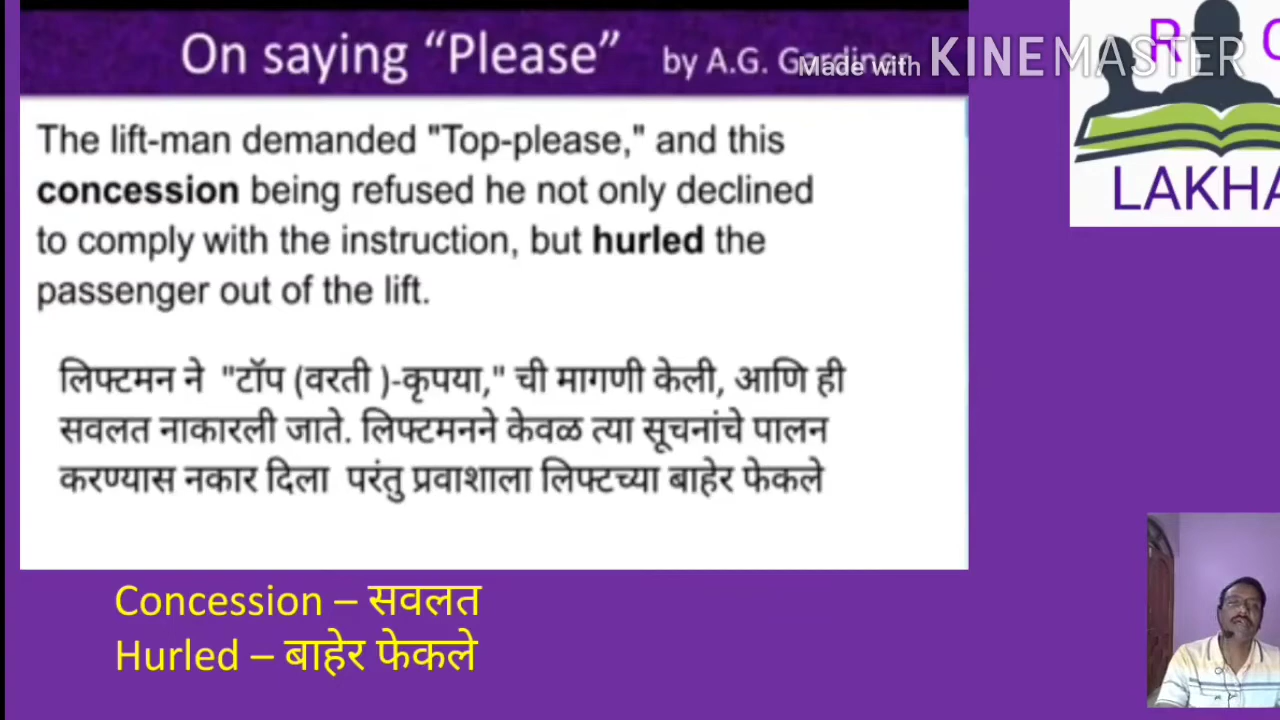 On saying “Please” by A.G. Gardiner
Made with KINEMASTER
R
LAKHA
The lift-man demanded "Top-please," and this
concession being refused he not only declined
to comply with the instruction, but hurled the
passenger out of the lift.
लिफ्टमन ने "टॉप (वरती )-कृपया," ची मागणी केली, आणि ही
सवलत नाकारली जाते. लिफ्टमनने केवळ त्या सूचनांचे पालन
करण्यास नकार दिला परंतु प्रवाशाला लिफ्टच्या बाहेर फेकले
Concession – सवलत
Hurled – बाहेर फेकले